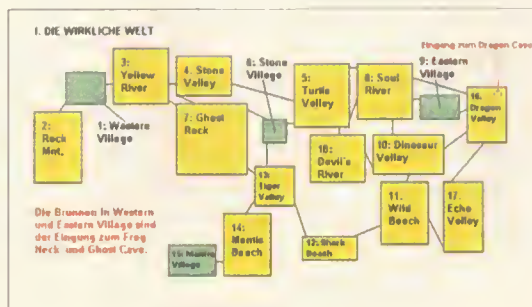 I. DIE WIRKLICHE WELT
Eingang zum Dragon Cave
3:
Yellow
River
4. Stone
Valley
6: Stone
Village
5:
Turtle
Valley
8: Soul
River
9: Eastern
Village
16.
Dragon
Valley
2:
Rock
Mnt.
1: Western
Village
7: Ghost
Rock
10: Dinosaur
Valley
18:
Devil's
River
13:
Tiger
Valley
11.
Wild
Beach
17.
Echo
Valley
Die Brunnen in Western
und Eastern Village sind
der Eingang zum Frog
Neck und Ghost Cave.
14:
Mantis
Beach
12: Shark
Beach
15: Mantis
Village